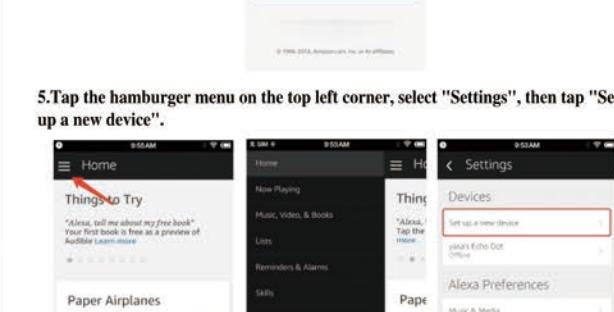 © 1996-2018, Amazon.com, Inc. or its affiliates
5.Tap the hamburger menu on the top left corner, select "Settings", then tap "Se
up a new device".
9:55AM
Home
Things to Try
"Alexa, tell me about my free book"
Your first book is free as a preview of
Audible Learn more
Paper Airplanes
9:53AM
Home
Now Playing
Music, Video, & Books
Lists
Reminders & Alarms
Skills
Thing
"Alexa,
Tap the
more
Pape
9:53AM
Settings
Devices
Set up a new device
Echo Dot
Offline
Alexa Preferences
Music & Media